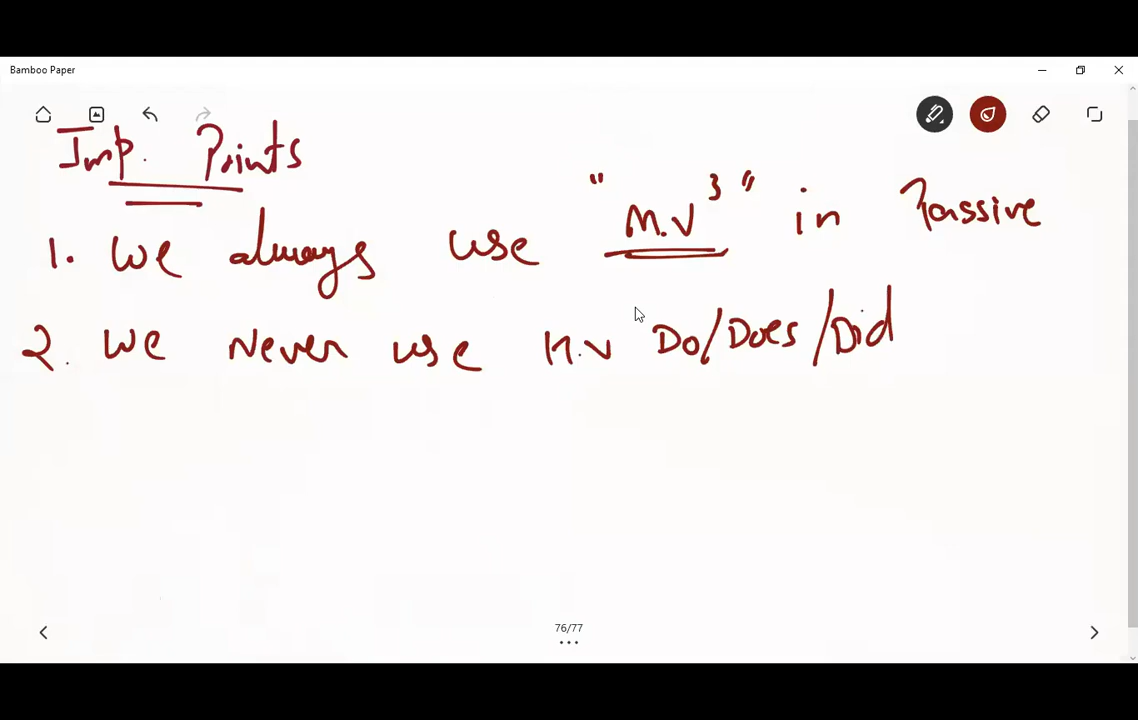 Bamboo Paper
Imp. Points
1. We always use "M.V³" in Passive
2. We Never use H.V Do/Does/Did
76/77